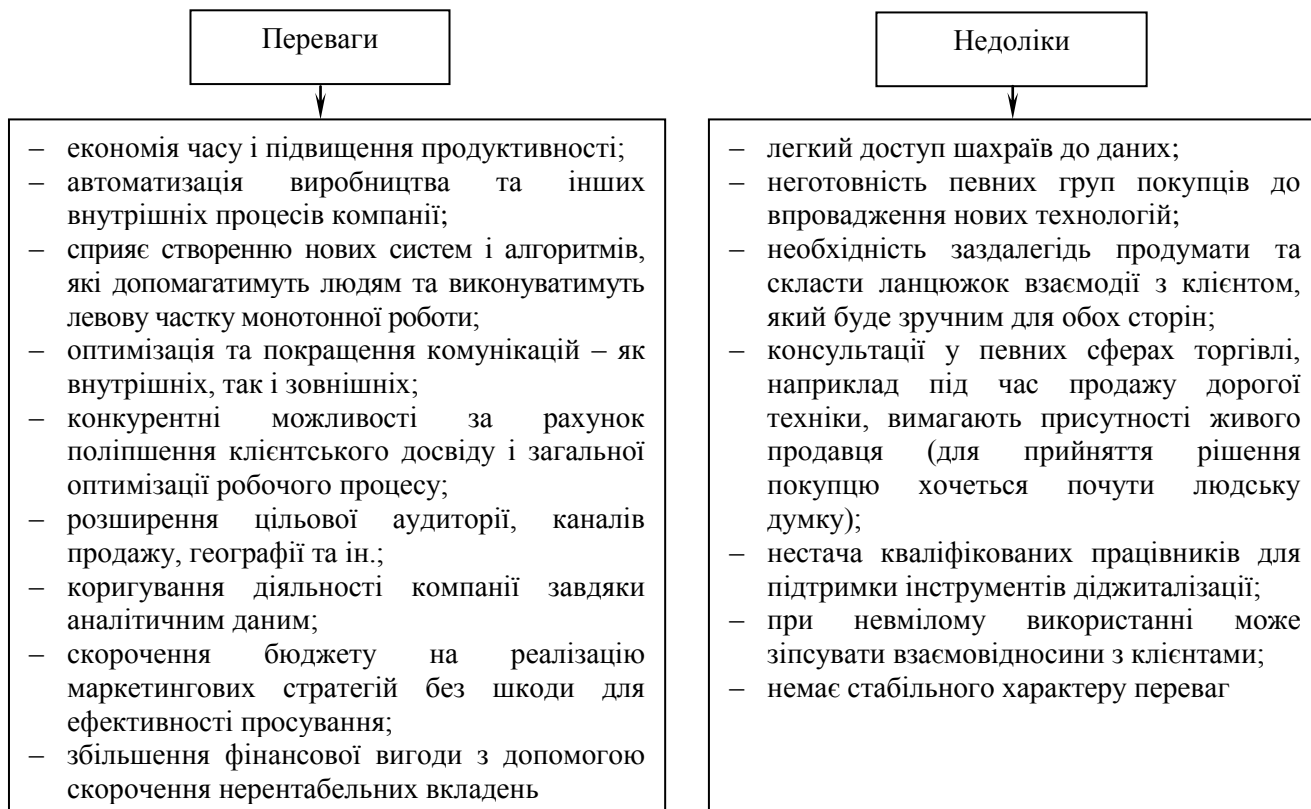 Переваги
– економія часу і підвищення продуктивності;
– автоматизація виробництва та інших
внутрішніх процесів компанії;
– сприяє створенню нових систем і алгоритмів,
які допомагатимуть людям та виконуватимуть
левову частку монотонної роботи;
– оптимізація та покращення комунікацій – як
внутрішніх, так і зовнішніх;
– конкурентні можливості за рахунок
поліпшення клієнтського досвіду і загальної
оптимізації робочого процесу;
– розширення цільової аудиторії, каналів
продажу, географії та ін.;
– коригування діяльності компанії завдяки
аналітичним даним;
– скорочення бюджету на реалізацію
маркетингових стратегій без шкоди для
ефективності просування;
– збільшення фінансової вигоди з допомогою
скорочення нерентабельних вкладень
Недоліки
– легкий доступ шахраїв до даних;
– неготовність певних груп покупців до
впровадження нових технологій;
– необхідність заздалегідь продумати та
скласти ланцюжок взаємодії з клієнтом,
який буде зручним для обох сторін;
– консультації у певних сферах торгівлі,
наприклад під час продажу дорогої
техніки, вимагають присутності живого
продавця (для прийняття рішення
покупцю хочеться почути людську
думку);
– нестача кваліфікованих працівників для
підтримки інструментів діджиталізації;
– при невмілому використанні може
зіпсувати взаємовідносини з клієнтами;
– немає стабільного характеру переваг